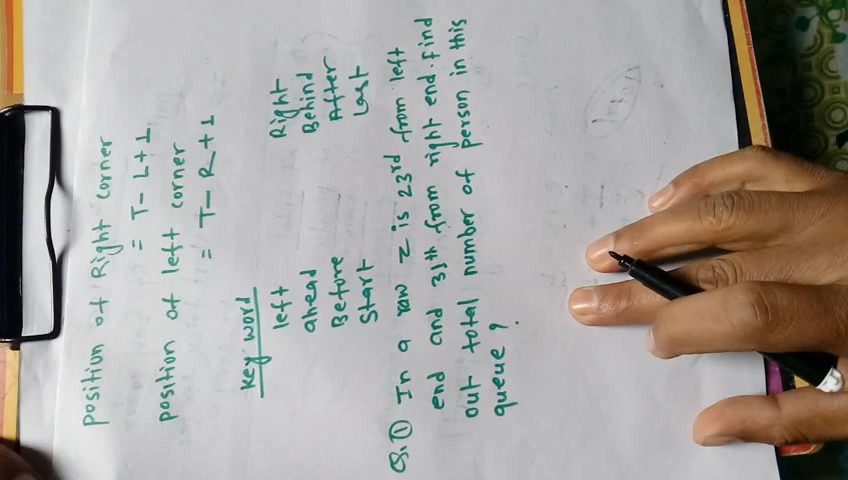 position of Right corner
= T - L + 1
position of left corner
= T - R + 1
key word
left Right
ahead Behind
Before After
Start Last
Q.① In a raw z is 23rd from left
end and 31th from right end. find
out total number of person in this
queue?